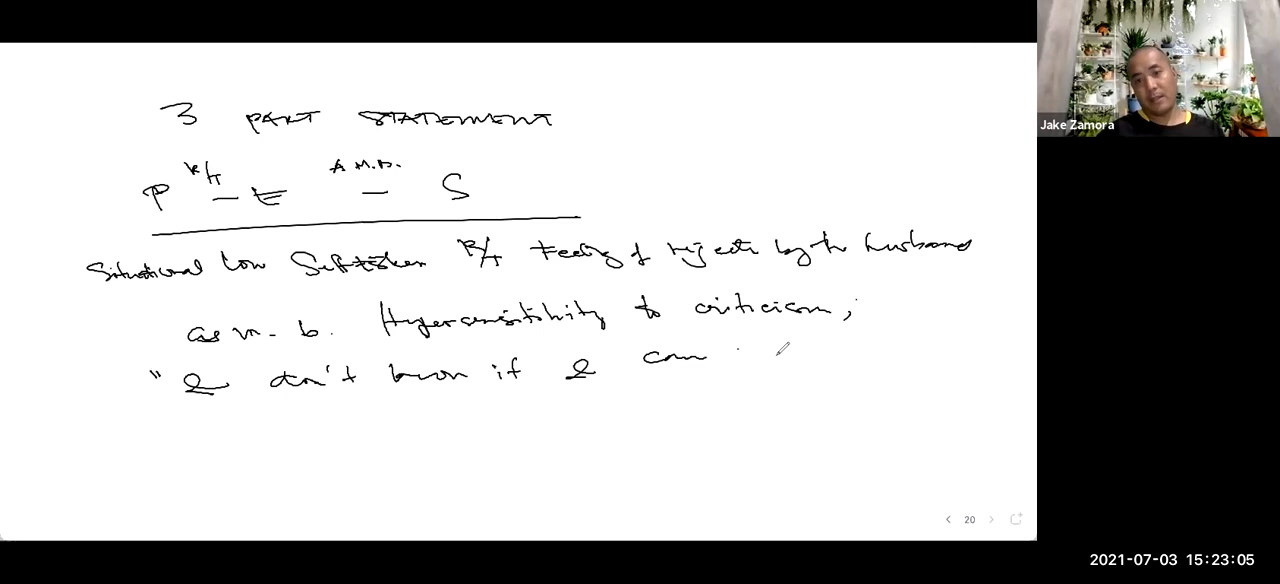 3 PART STATEMENT
R/T A.M.B.
P — E — S
Situational Low Self-esteem R/T Feeling of rejection by the husband
as m. b. Hypersensitivity to criticism;
" I don't know if I can
Jake Zamora
20
2021-07-03 15:23:05